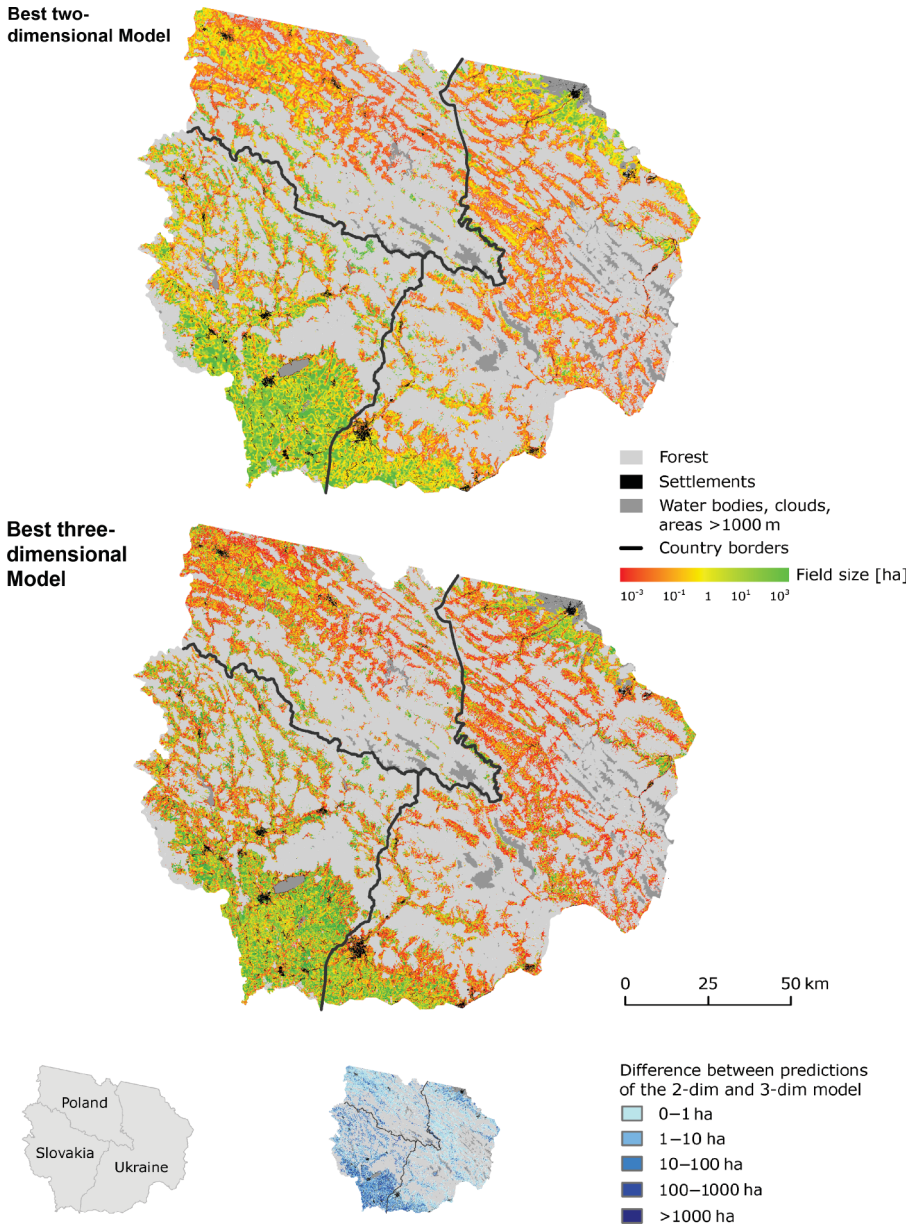 Best two-
dimensional Model
Forest
Settlements
Water bodies, clouds,
areas >1000 m
Country borders
Field size [ha]
10⁻³ 10⁻¹ 1 10¹ 10³
Best three-
dimensional
Model
0 25 50 km
Poland
Slovakia
Ukraine
Difference between predictions
of the 2-dim and 3-dim model
0–1 ha
1–10 ha
10–100 ha
100–1000 ha
>1000 ha